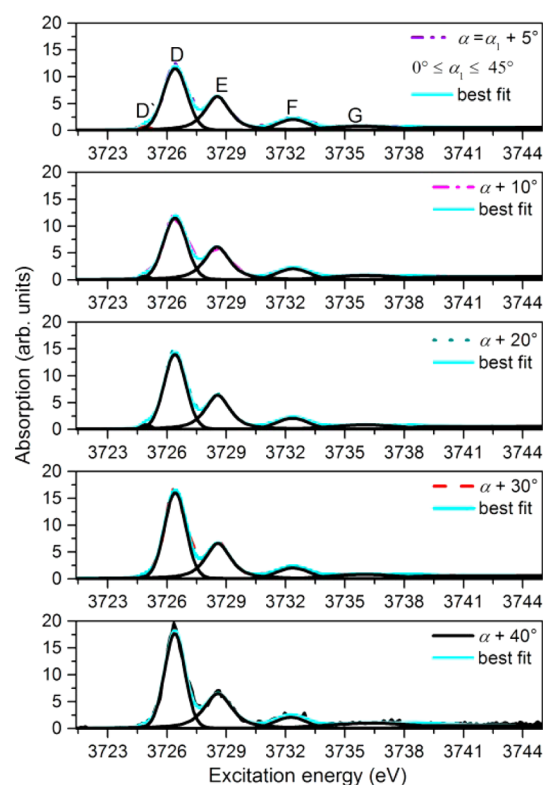 20
15
10
5
0
D`
D
E
F
G
α = α₁ + 5°
0° ≤ α₁ ≤ 45°
best fit
3723 3726 3729 3732 3735 3738 3741 3744
20
15
10
5
0
α + 10°
best fit
3723 3726 3729 3732 3735 3738 3741 3744
20
15
10
5
0
α + 20°
best fit
3723 3726 3729 3732 3735 3738 3741 3744
20
15
10
5
0
α + 30°
best fit
3723 3726 3729 3732 3735 3738 3741 3744
20
15
10
5
0
α + 40°
best fit
3723 3726 3729 3732 3735 3738 3741 3744
Absorption (arb. units)
Excitation energy (eV)